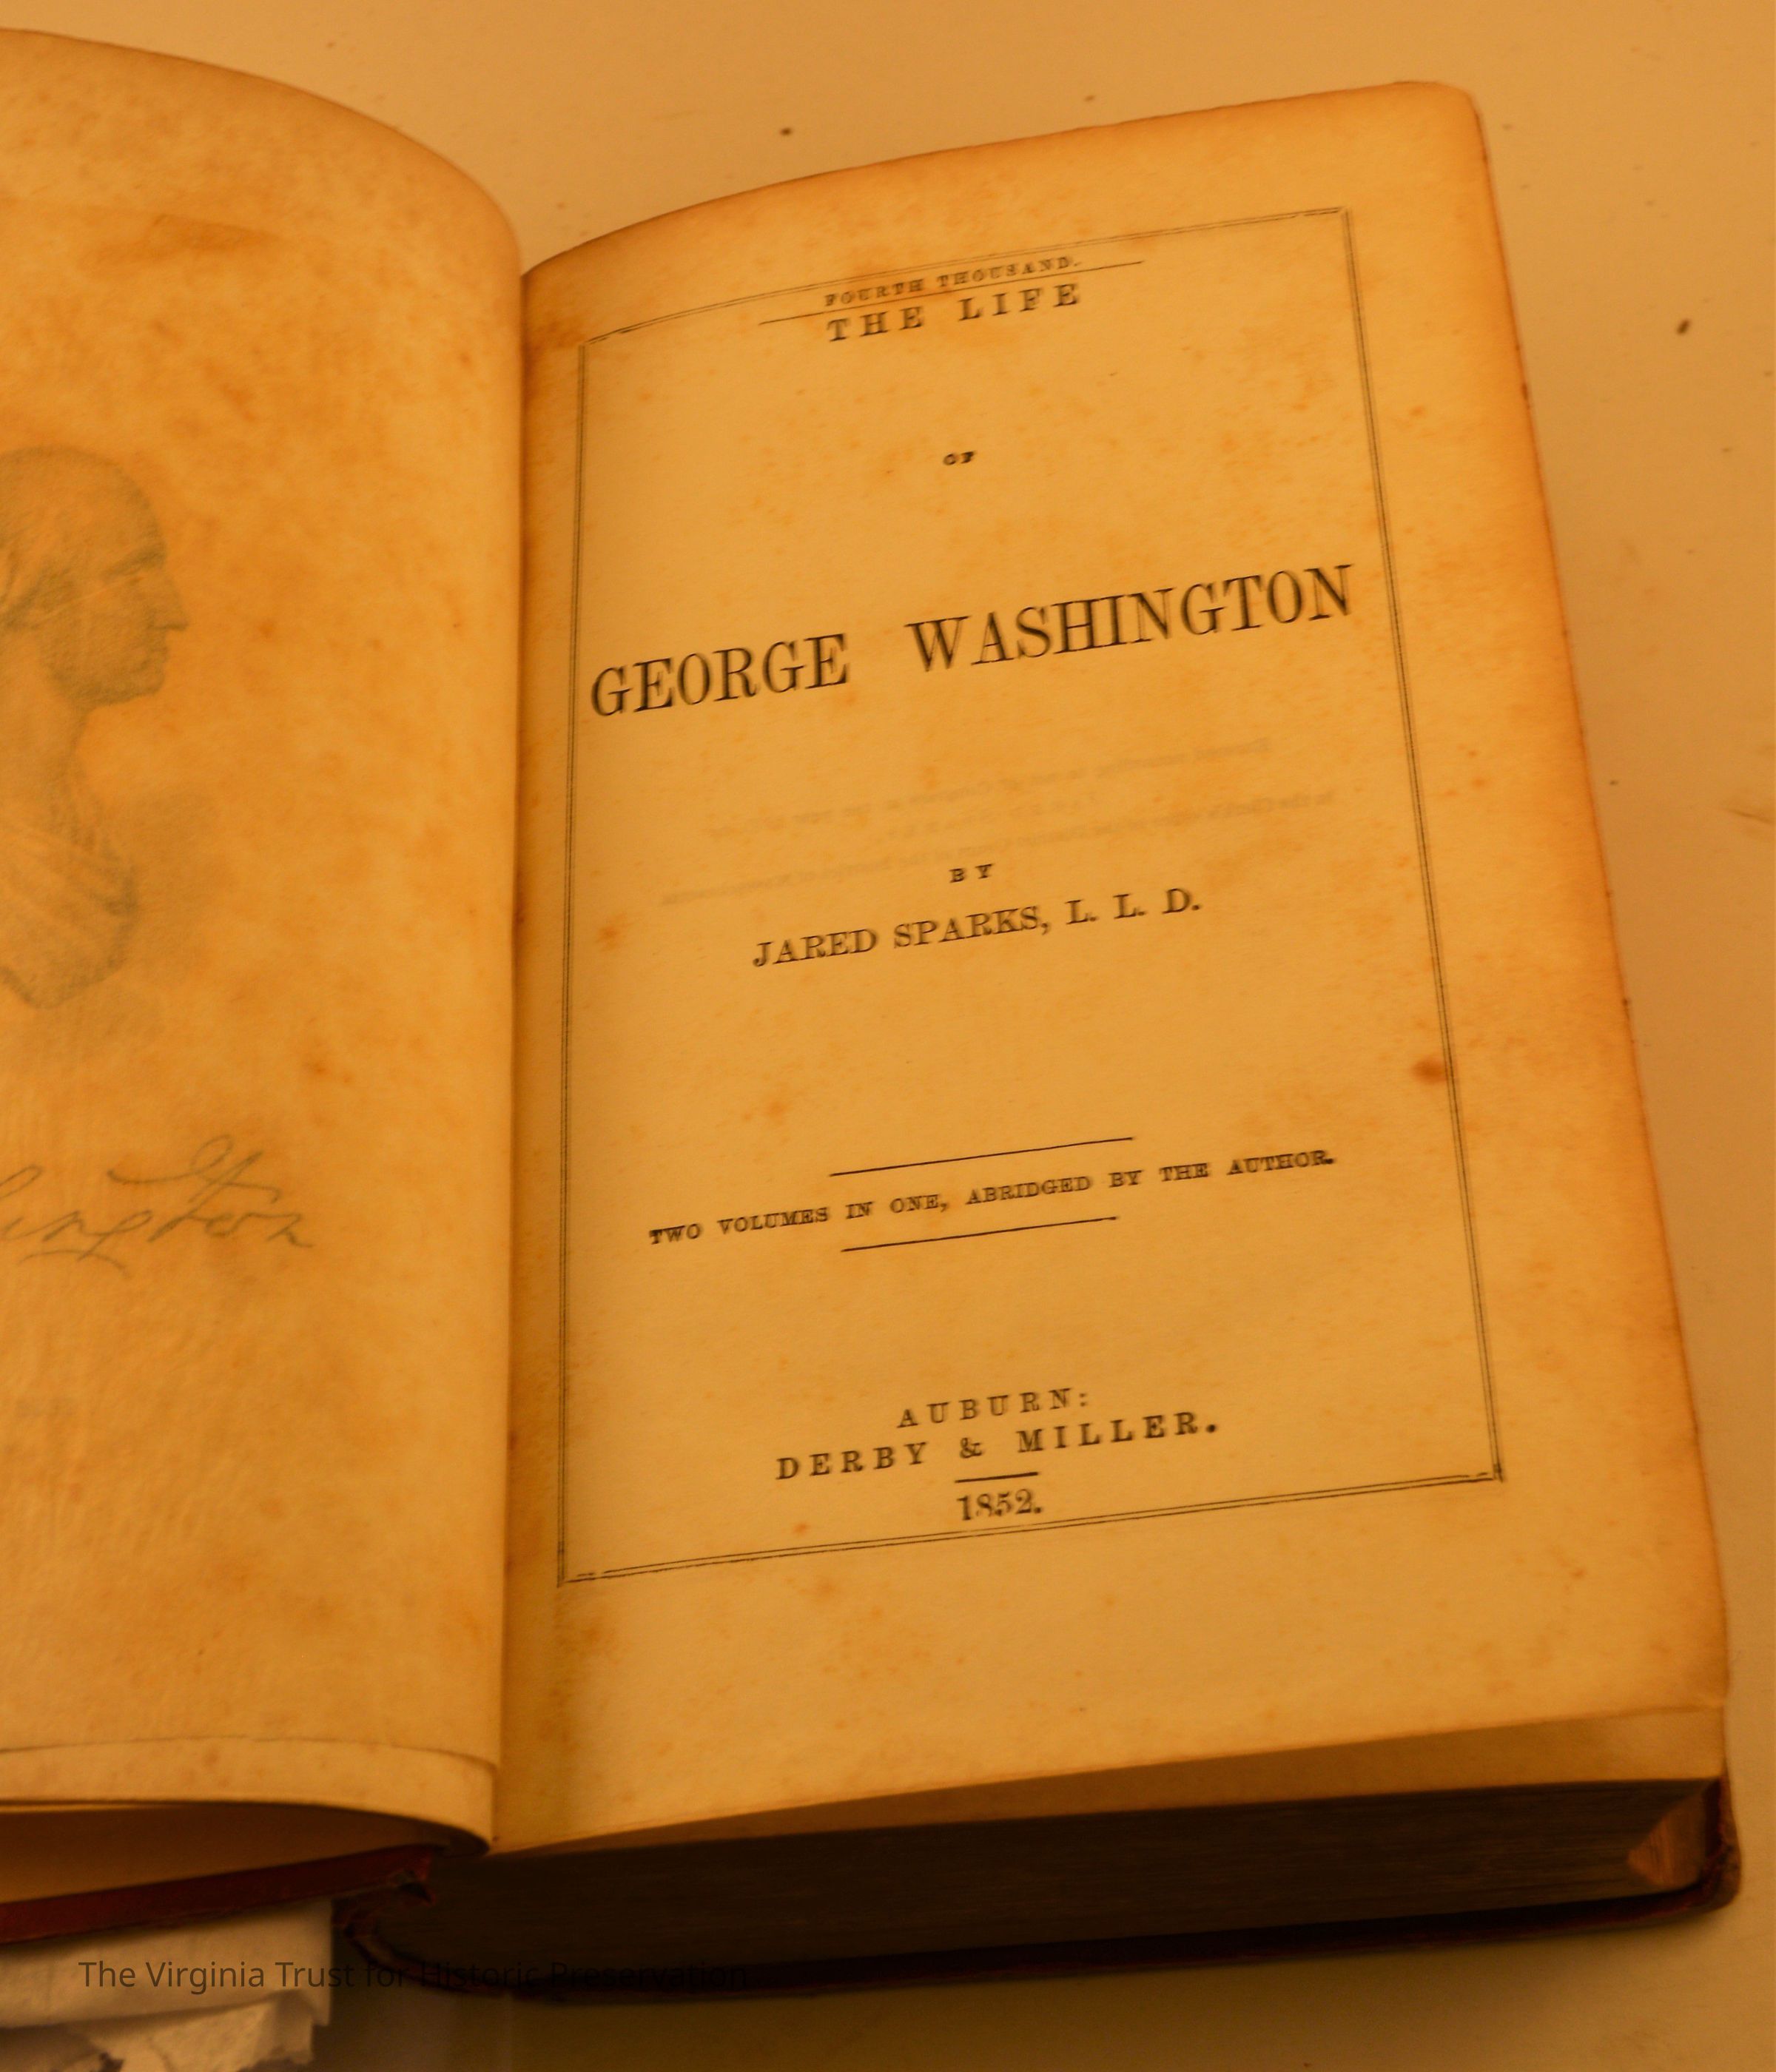 FOURTH THOUSAND.
THE LIFE
OF
GEORGE WASHINGTON
BY
JARED SPARKS, L. L. D.
TWO VOLUMES IN ONE, ABRIDGED BY THE AUTHOR.
AUBURN:
DERBY & MILLER.
1852.
The Virginia Trust for Historic Preservation